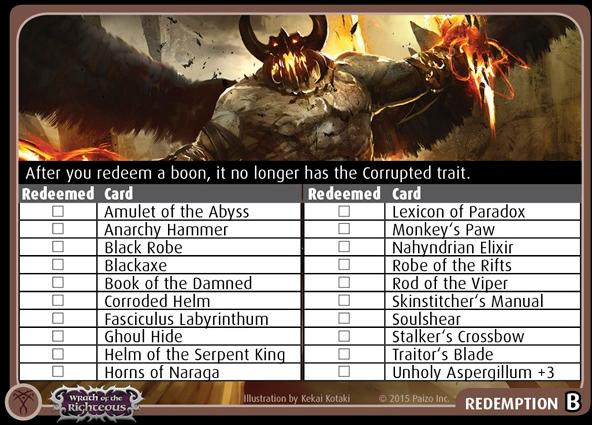 After you redeem a boon, it no longer has the Corrupted trait.
Redeemed Card Redeemed Card
☐ Amulet of the Abyss ☐ Lexicon of Paradox
☐ Anarchy Hammer ☐ Monkey‘s Paw
☐ Black Robe ☐ Nahyndrian Elixir
☐ Blackaxe ☐ Robe of the Rifts
☐ Book of the Damned ☐ Rod of the Viper
☐ Corroded Helm ☐ Skinstitcher‘s Manual
☐ Fasciculus Labyrinthum ☐ Soulshear
☐ Ghoul Hide ☐ Stalker‘s Crossbow
☐ Helm of the Serpent King ☐ Traitor‘s Blade
☐ Horns of Naraga ☐ Unholy Aspergillum +3
Wrath of the
Righteous
Illustration by Kekai Kotaki © 2015 Paizo Inc.
REDEMPTION B